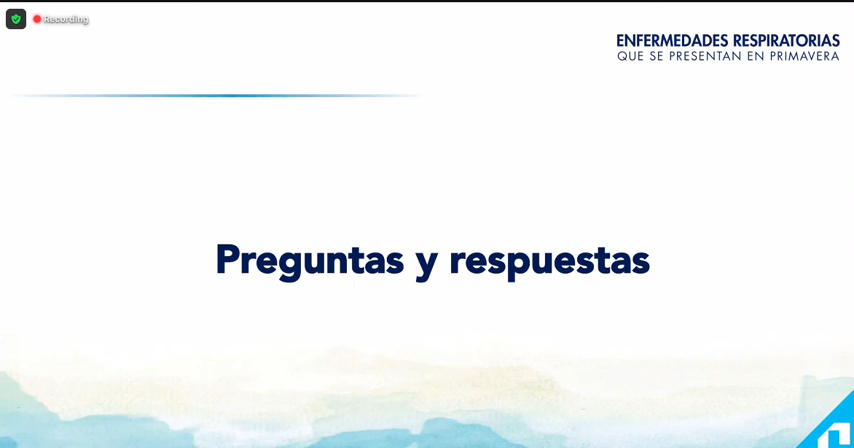 Recording
ENFERMEDADES RESPIRATORIAS
QUE SE PRESENTAN EN PRIMAVERA
Preguntas y respuestas